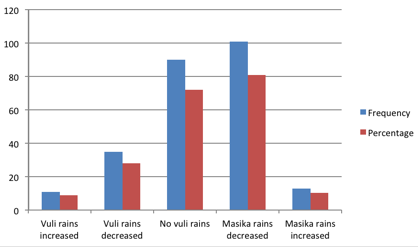 120
100
80
60
40
20
0
Vuli rains increased
Vuli rains decreased
No vuli rains
Masika rains decreased
Masika rains increased
Frequency
Percentage